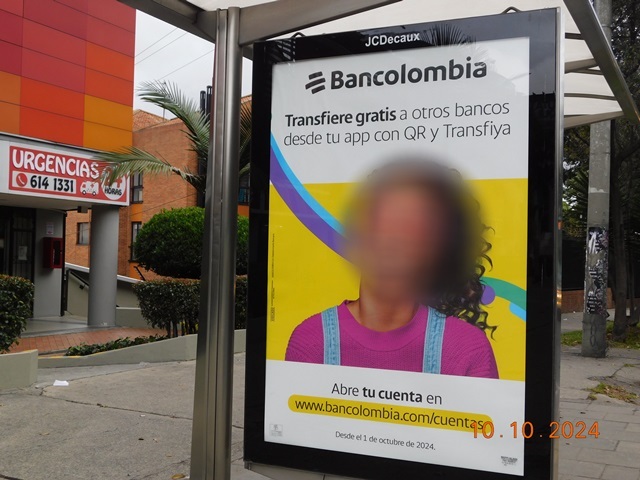 JCDecaux
Bancolombia
Transfiere gratis a otros bancos
desde tu app con QR y Transfiya
URGENCIAS
614 1331
HORAS
Abre tu cuenta en
www.bancolombia.com/cuentas
Desde el 1 de octubre de 2024.
10.10.2024